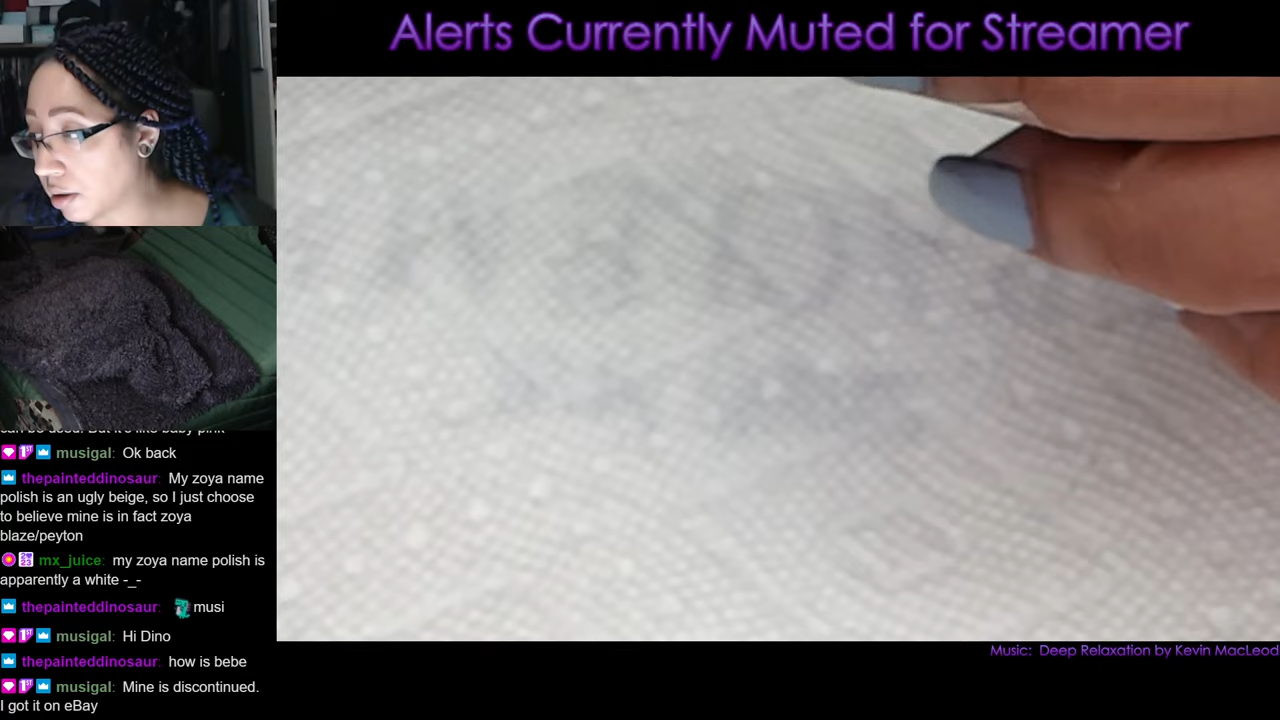 Alerts Currently Muted for Streamer
musigal: Ok back
thepainteddinosaur: My zoya name
polish is an ugly beige, so I just choose
to believe mine is in fact zoya
blaze/peyton
mx_juice: my zoya name polish is
apparently a white -_-
thepainteddinosaur: musi
musigal: Hi Dino
thepainteddinosaur: how is bebe
musigal: Mine is discontinued.
I got it on eBay
Music: Deep Relaxation by Kevin MacLeod